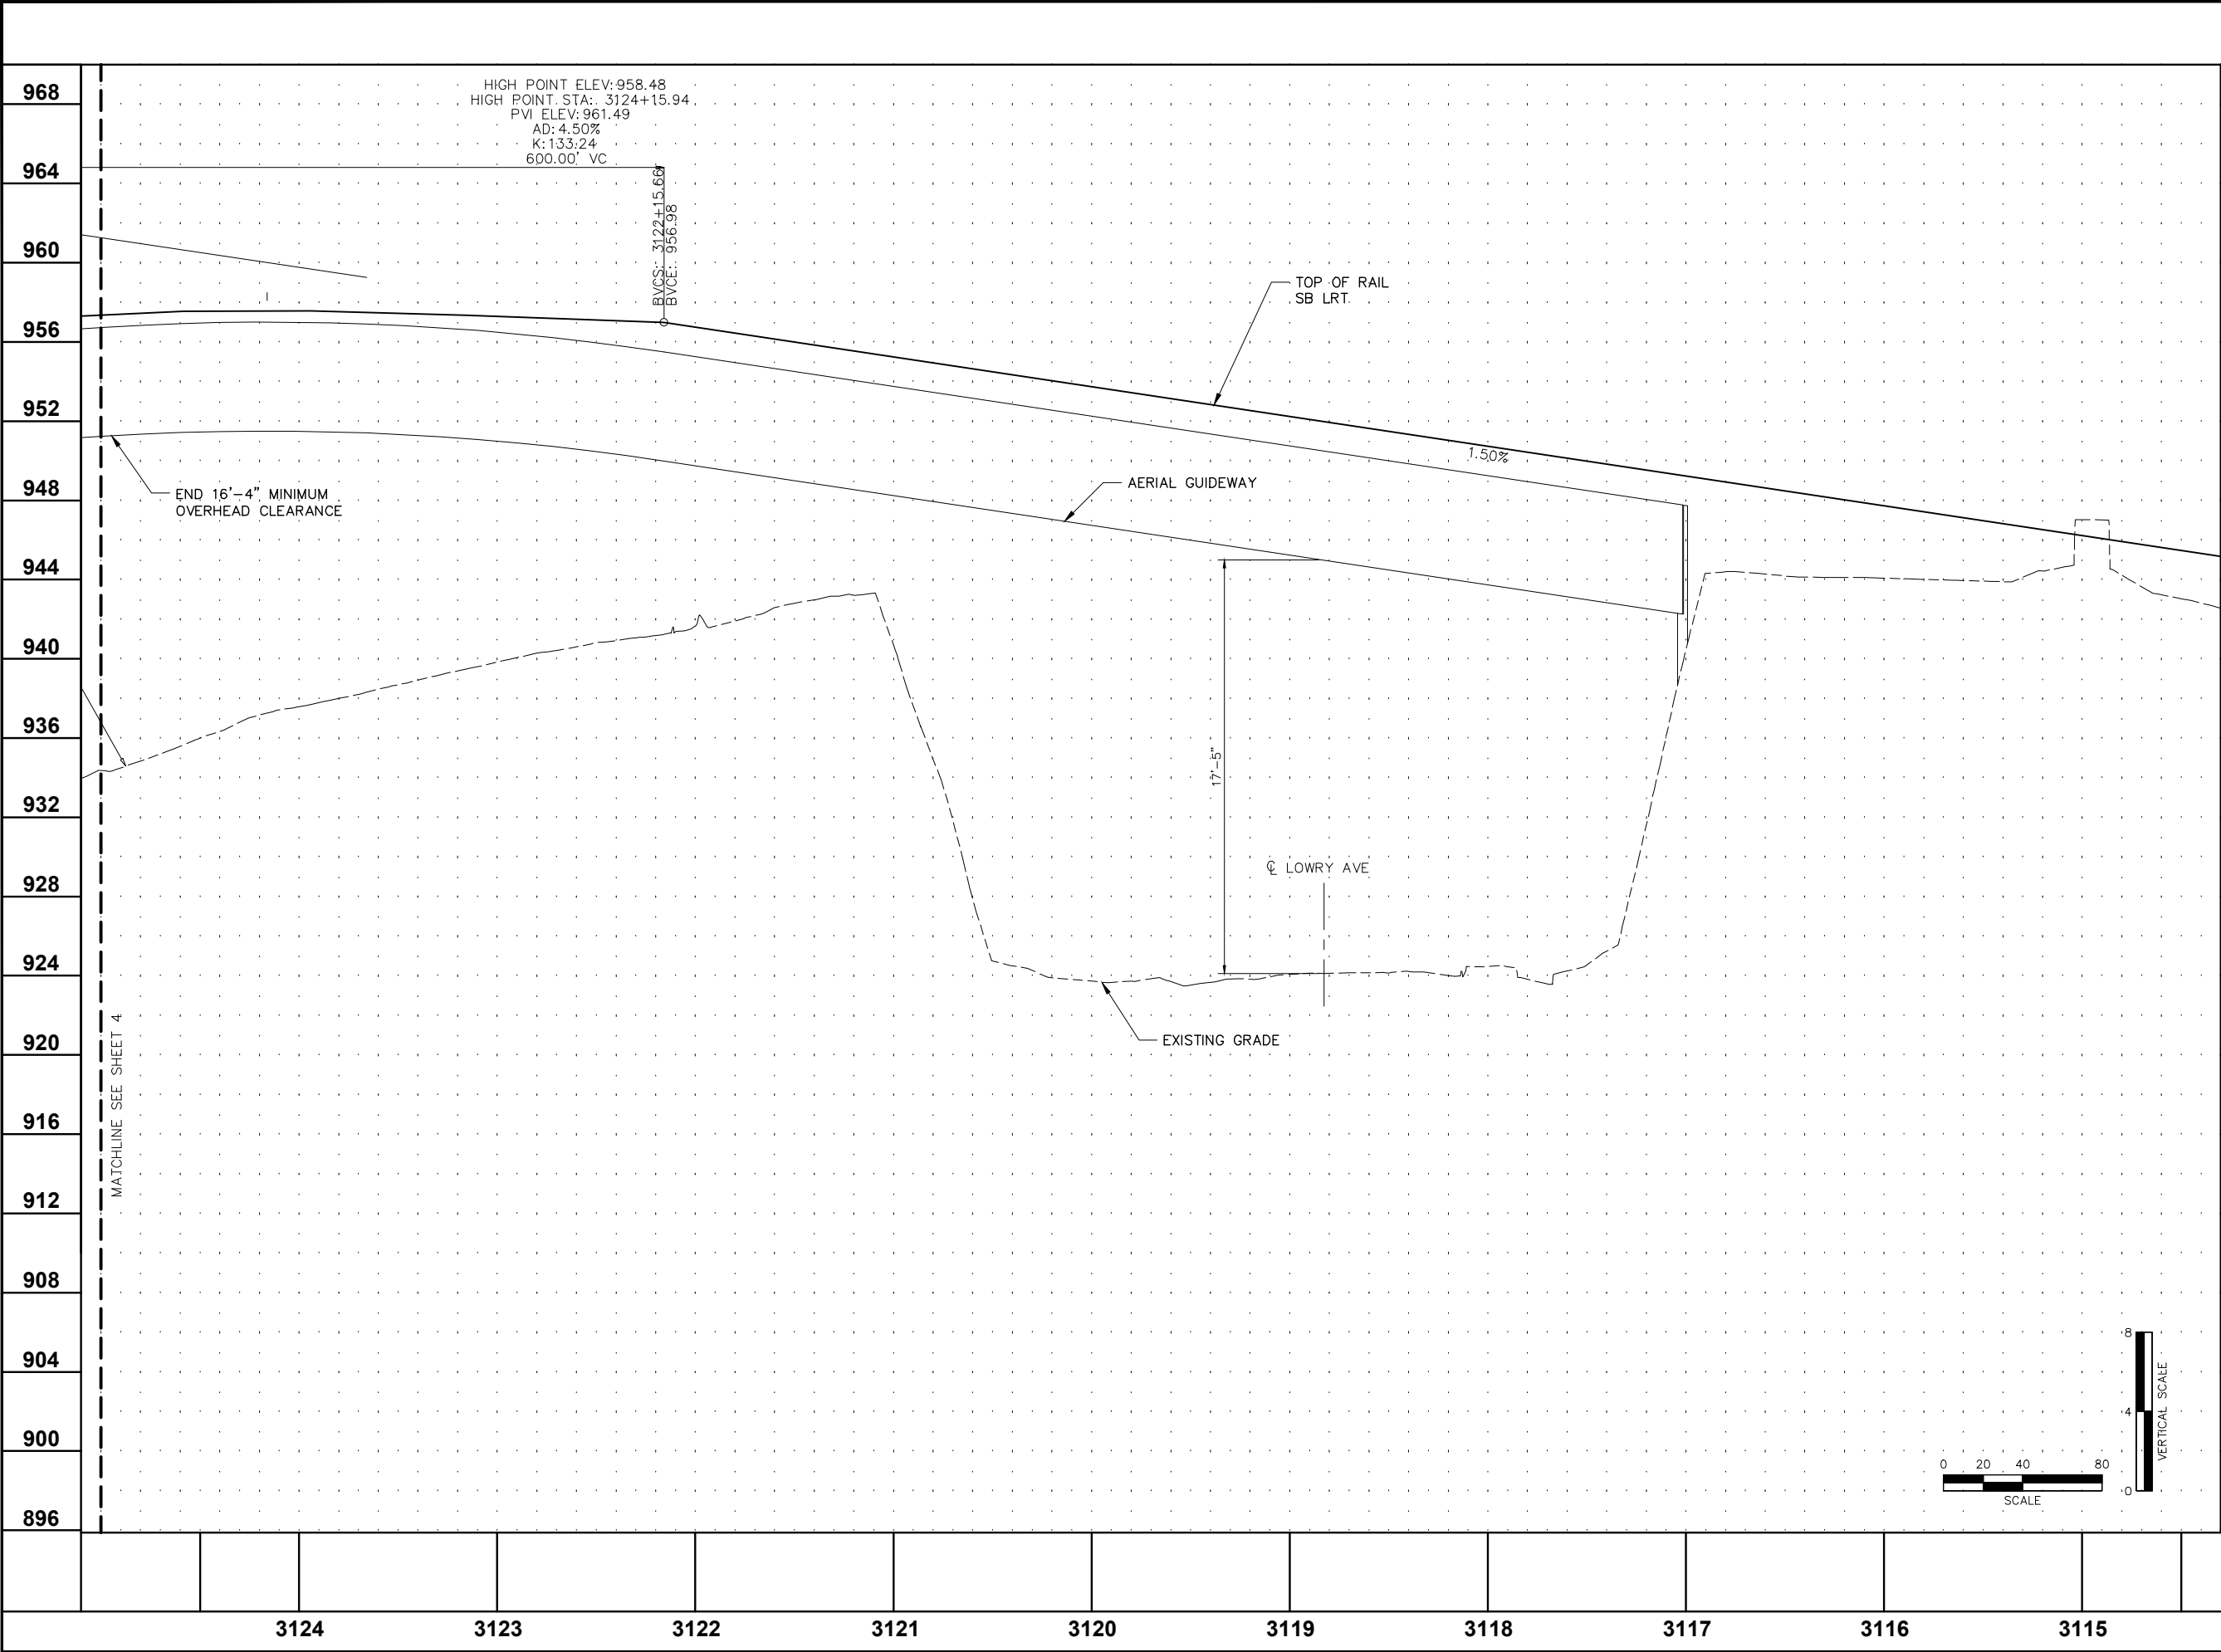 HIGH POINT ELEV: 958.48
HIGH POINT STA: 3124+15.94
PVI ELEV: 961.49
AD: 4.50%
K: 133.24
600.00' VC
BVCS: 3122+15.66
BVCE: 956.98
TOP OF RAIL
SB LRT
1.50%
END 16'-4" MINIMUM
OVERHEAD CLEARANCE
AERIAL GUIDEWAY
17'-5"
℄ LOWRY AVE
EXISTING GRADE
MATCHLINE SEE SHEET 4
968
964
960
956
952
948
944
940
936
932
928
924
920
916
912
908
904
900
896
8
4
0
VERTICAL SCALE
0 20 40 80
SCALE
3124 3123 3122 3121 3120 3119 3118 3117 3116 3115